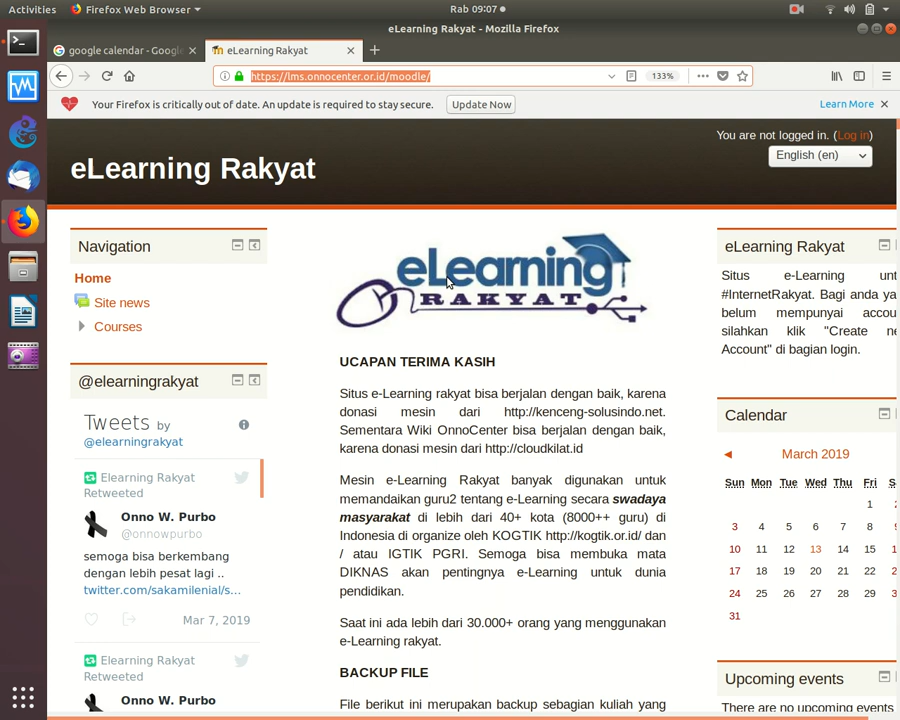 Activities
Firefox Web Browser
Rab 09:07
eLearning Rakyat - Mozilla Firefox
google calendar - Googl
eLearning Rakyat
https://lms.onnocenter.or.id/moodle/
133%
Your Firefox is critically out of date. An update is required to stay secure.
Update Now
Learn More
You are not logged in. (Log in)
eLearning Rakyat
English (en)
Navigation
Home
Site news
Courses
@elearningrakyat
Tweets by
@elearningrakyat
Elearning Rakyat
Retweeted
Onno W. Purbo
@onnowpurbo
semoga bisa berkembang
dengan lebih pesat lagi ..
twitter.com/sakamilenial/s…
Mar 7, 2019
Elearning Rakyat
Retweeted
Onno W. Purbo
eLearning
RAKYAT
UCAPAN TERIMA KASIH
Situs e-Learning rakyat bisa berjalan dengan baik, karena
donasi mesin dari http://kenceng-solusindo.net.
Sementara Wiki OnnoCenter bisa berjalan dengan baik,
karena donasi mesin dari http://cloudkilat.id
Mesin e-Learning Rakyat banyak digunakan untuk
memandaikan guru2 tentang e-Learning secara swadaya
masyarakat di lebih dari 40+ kota (8000++ guru) di
Indonesia di organize oleh KOGTIK http://kogtik.or.id/ dan
/ atau IGTIK PGRI. Semoga bisa membuka mata
DIKNAS akan pentingnya e-Learning untuk dunia
pendidikan.
Saat ini ada lebih dari 30.000+ orang yang menggunakan
e-Learning rakyat.
BACKUP FILE
File berikut ini merupakan backup sebagian kuliah yang
eLearning Rakyat
Situs e-Learning unt
#InternetRakyat. Bagi anda ya
belum mempunyai accou
silahkan klik "Create ne
Account" di bagian login.
Calendar
March 2019
Sun Mon Tue Wed Thu Fri S
1 2
3 4 5 6 7 8
10 11 12 13 14 15 1
17 18 19 20 21 22 2
24 25 26 27 28 29 3
31
Upcoming events
There are no upcoming events